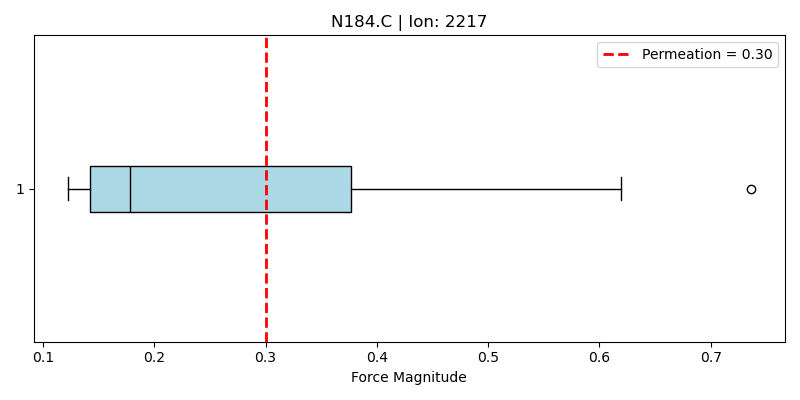 N184.C | Ion: 2217
Permeation = 0.30
1
0.1 0.2 0.3 0.4 0.5 0.6 0.7
Force Magnitude